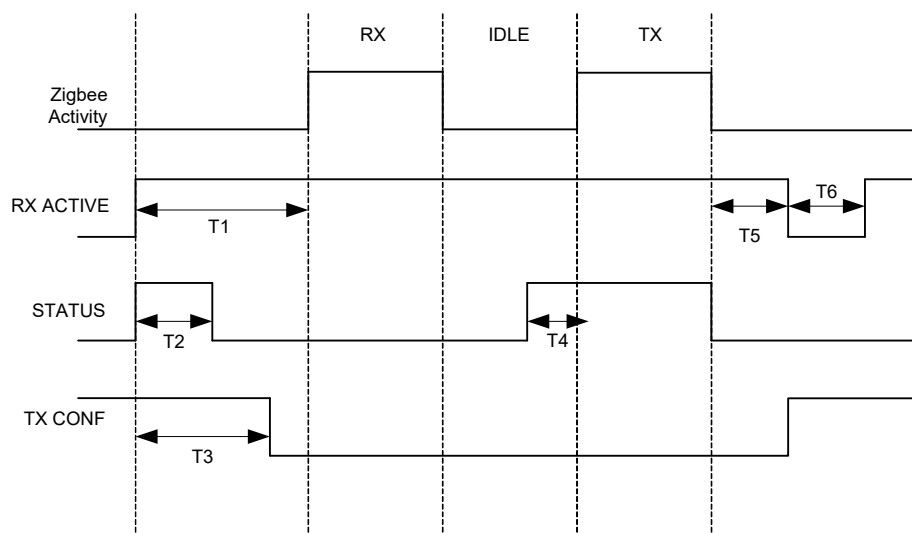 RX
IDLE
TX
Zigbee
Activity
RX ACTIVE
T1
T5
T6
STATUS
T2
T4
TX CONF
T3